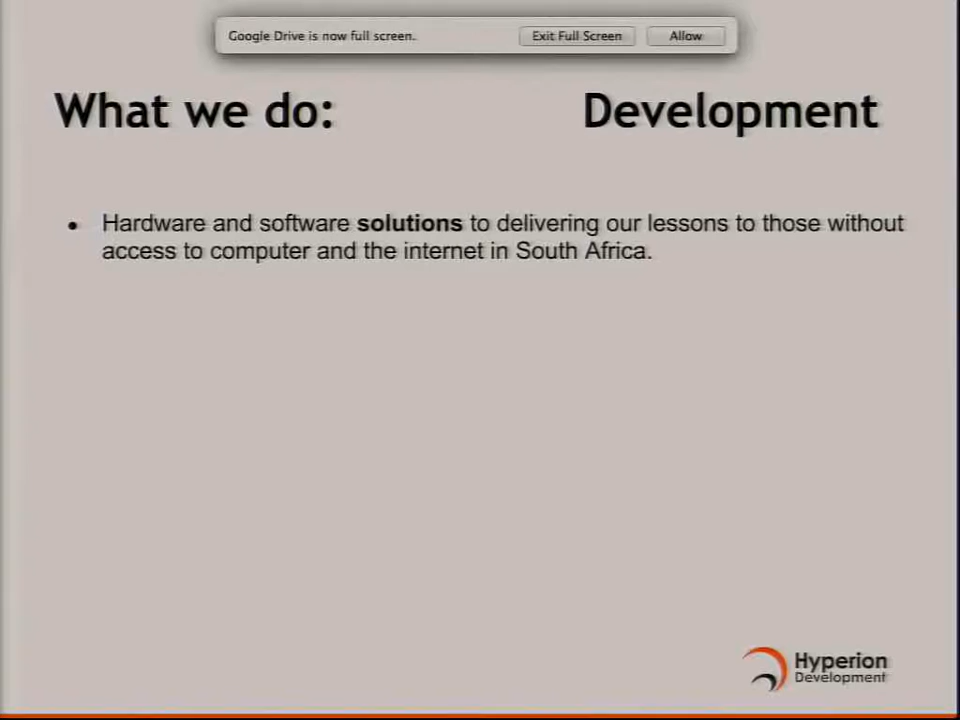 Google Drive is now full screen.
Exit Full Screen
Allow
What we do: Development
• Hardware and software solutions to delivering our lessons to those without
access to computer and the internet in South Africa.
Hyperion
Development